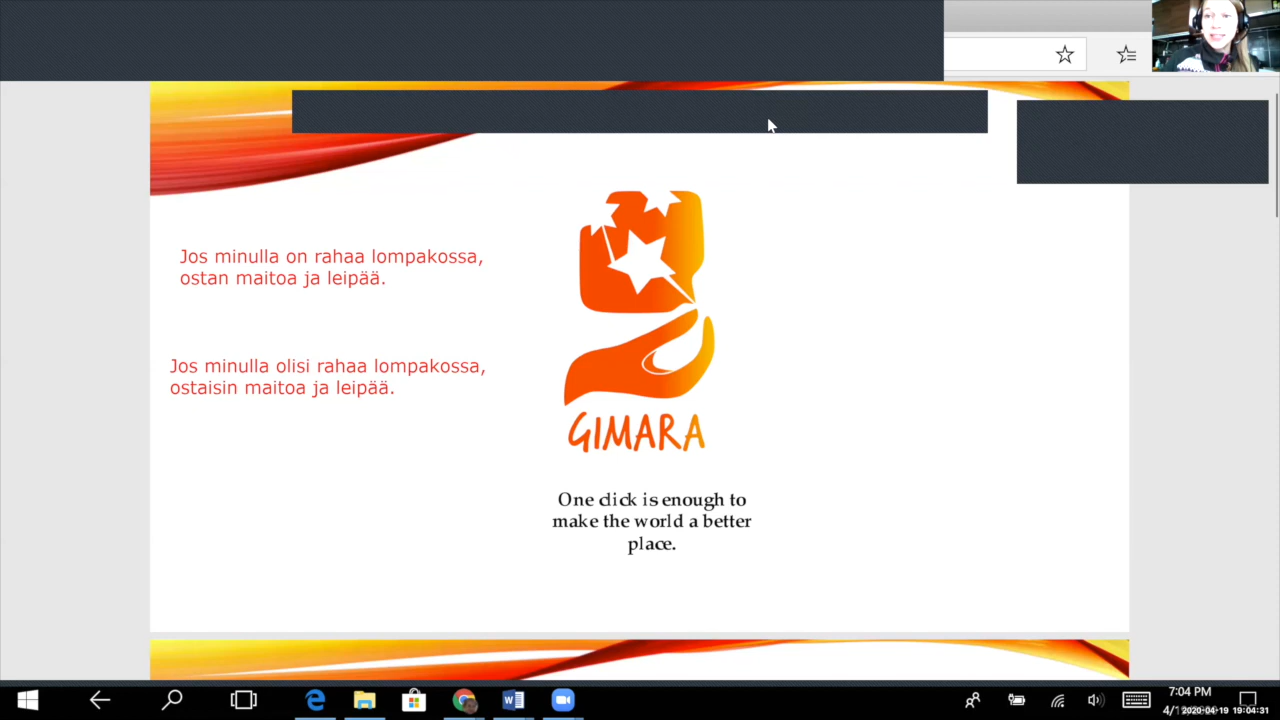 Jos minulla on rahaa lompakossa,
ostan maitoa ja leipää.
Jos minulla olisi rahaa lompakossa,
ostaisin maitoa ja leipää.
GIMARA
One click is enough to
make the world a better
place.
7:04 PM
2020-04-19 19:04:31